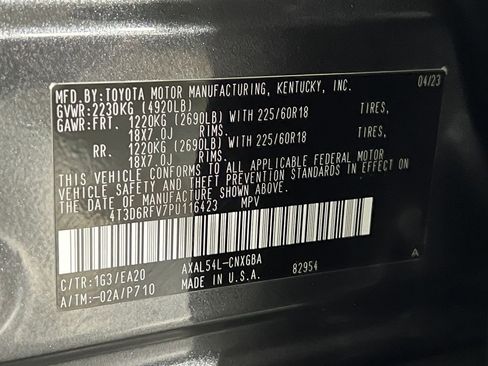 MFD.BY:TOYOTA MOTOR MANUFACTURING, KENTUCKY, INC. 04/23
GVWR:2230KG (4920LB)
GAWR:FRT. 1220KG (2690LB) WITH 225/60R18 TIRES,
18X7.0J RIMS.
RR. 1220KG (2690LB) WITH 225/60R18 TIRES,
18X7.0J RIMS.
THIS VEHICLE CONFORMS TO ALL APPLICABLE FEDERAL MOTOR
VEHICLE SAFETY AND THEFT PREVENTION STANDARDS IN EFFECT ON
THE DATE OF MANUFACTURE SHOWN ABOVE.
4T3DGRFV7PU116423 MPV
C/TR:1G3/EA20 AXAL54L-CNXGBA
A/TM:-02A/P710 MADE IN U.S.A. 82954 A